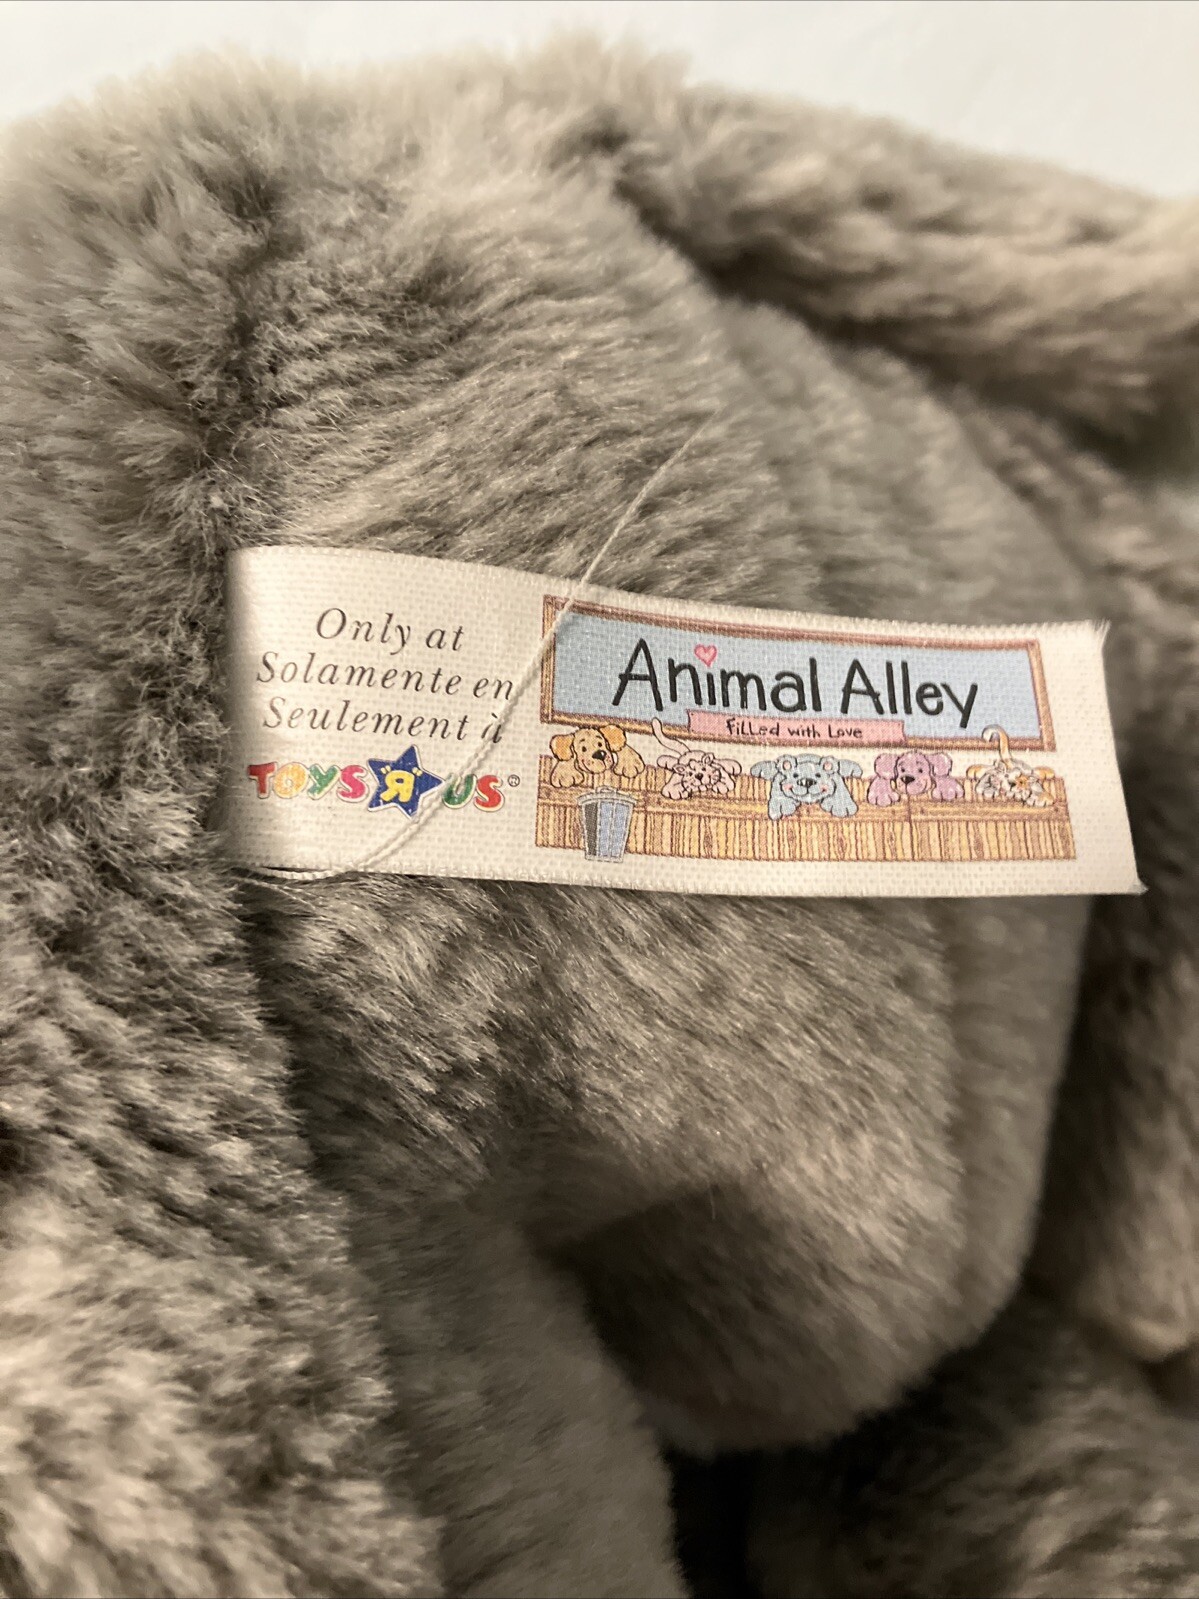 Only at
Solamente en
Seulement à
TOYS "R" US®
Animal Alley
Filled with Love